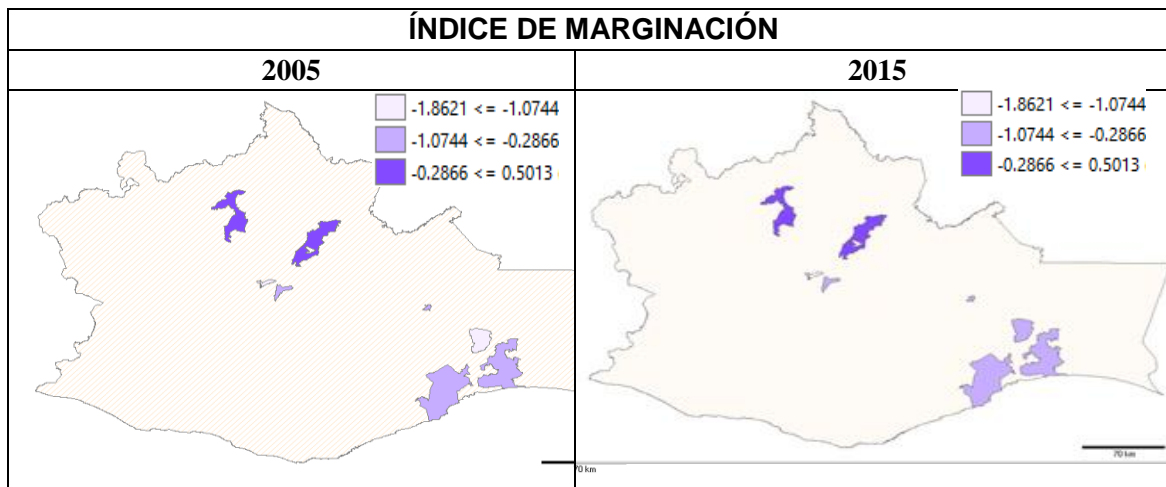 ÍNDICE DE MARGINACIÓN
2005
2015
-1.8621 <= -1.0744
-1.0744 <= -0.2866
-0.2866 <= 0.5013
-1.8621 <= -1.0744
-1.0744 <= -0.2866
-0.2866 <= 0.5013
70 km
70 km